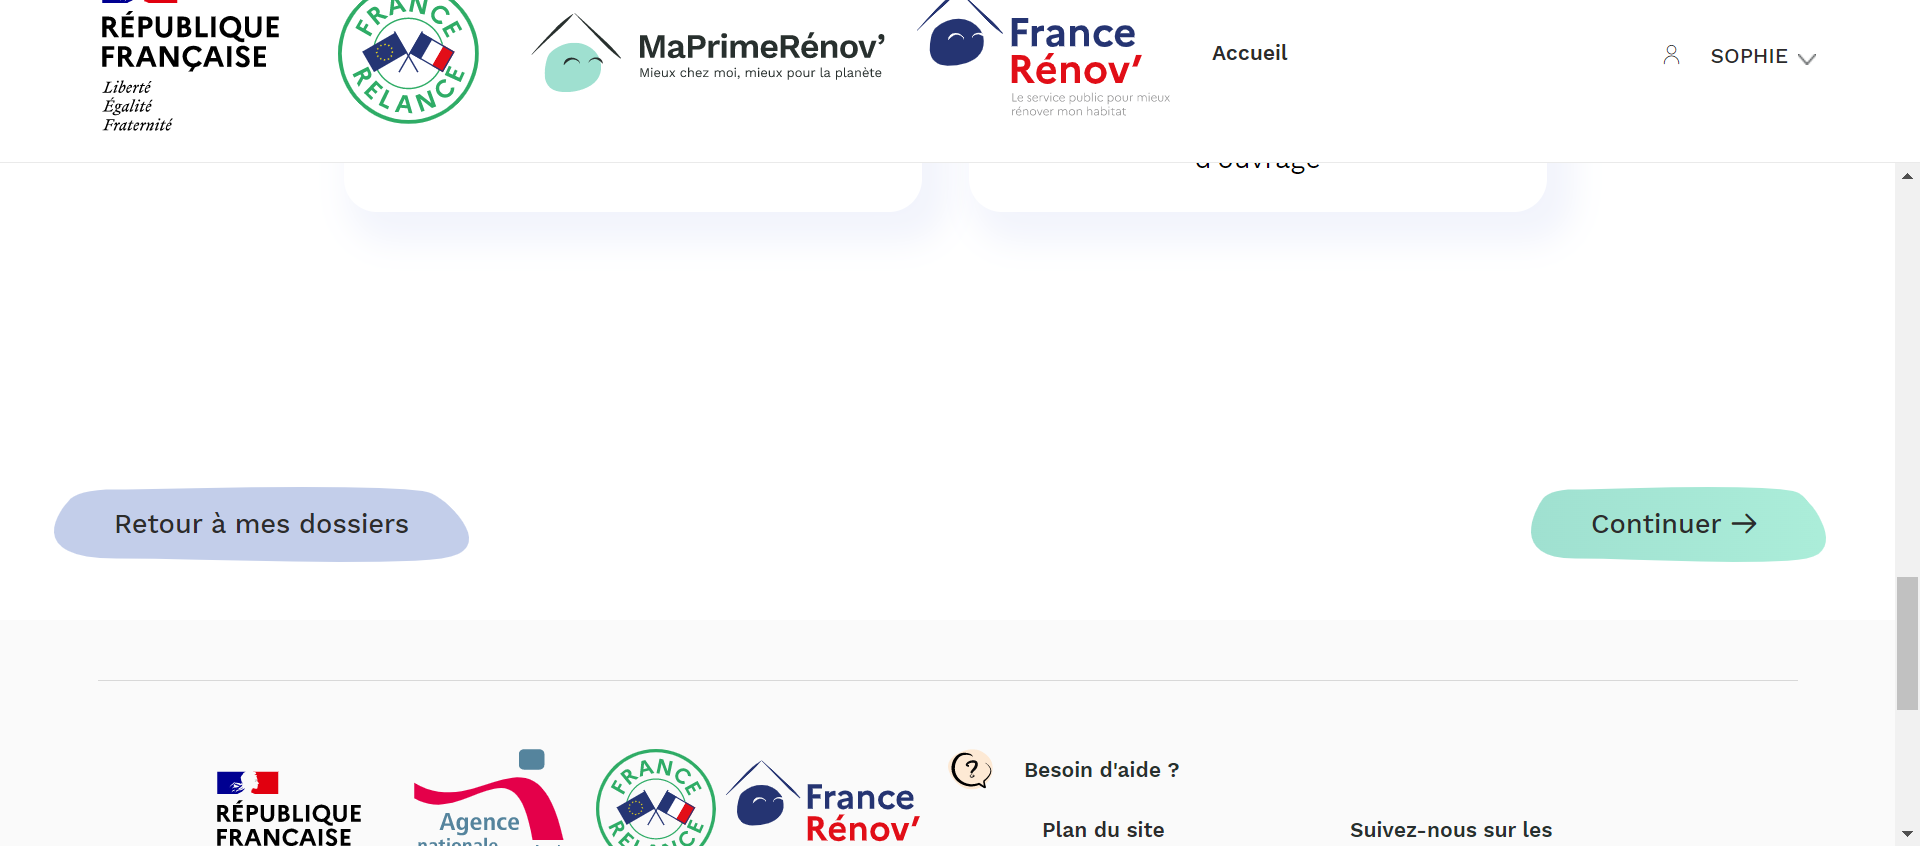 RÉPUBLIQUE
FRANÇAISE
Liberté
Égalité
Fraternité
FRANCE
RELANCE
MaPrimeRénov’
Mieux chez moi, mieux pour la planète
France
Rénov’
Le service public pour mieux
rénover mon habitat
Accueil
SOPHIE
d'ouvrage
Retour à mes dossiers
Continuer →
RÉPUBLIQUE
FRANÇAISE
Agence
nationale
FRANCE
RELANCE
France
Rénov’
Besoin d'aide ?
Plan du site
Suivez-nous sur les